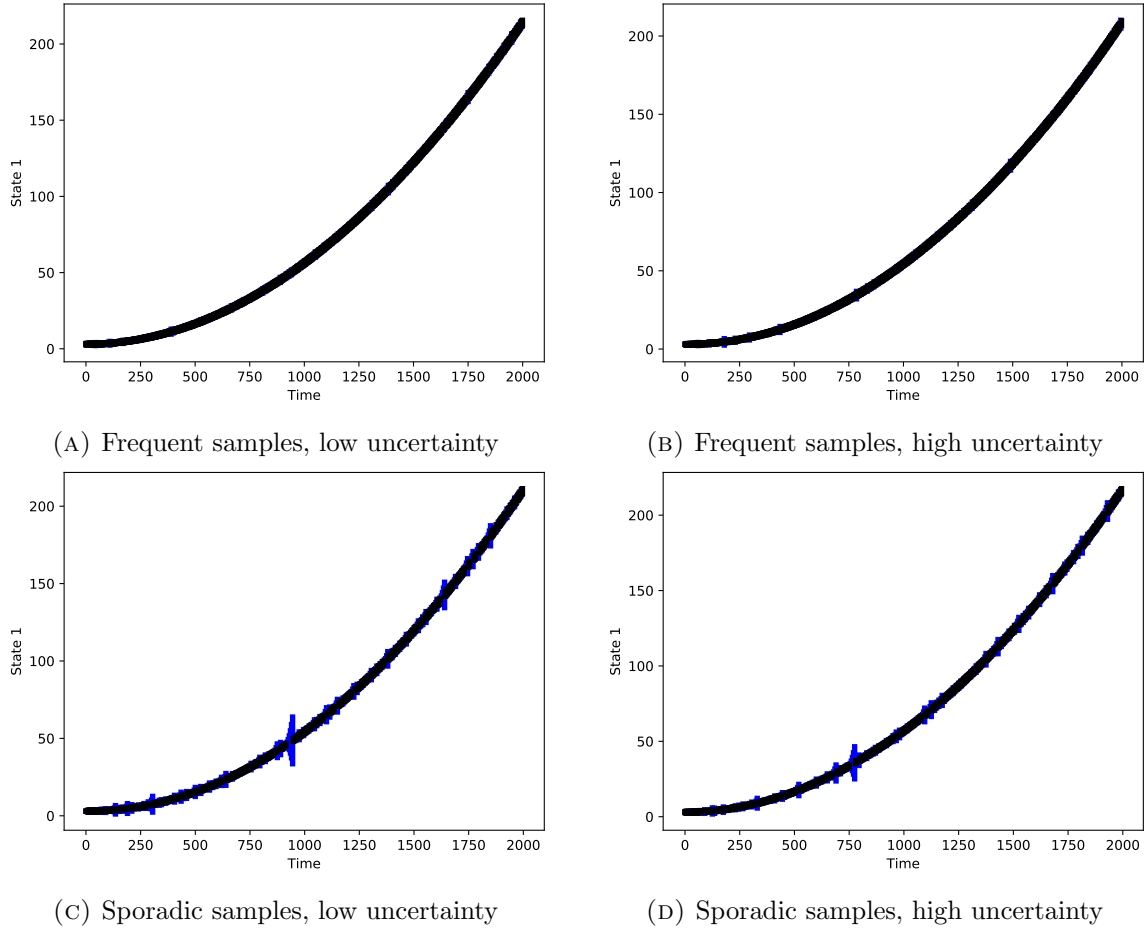 200
150
100
50
0
State 1
0 250 500 750 1000 1250 1500 1750 2000
Time
(A) Frequent samples, low uncertainty
200
150
100
50
0
State 1
0 250 500 750 1000 1250 1500 1750 2000
Time
(B) Frequent samples, high uncertainty
200
150
100
50
0
State 1
0 250 500 750 1000 1250 1500 1750 2000
Time
(C) Sporadic samples, low uncertainty
200
150
100
50
0
State 1
0 250 500 750 1000 1250 1500 1750 2000
Time
(D) Sporadic samples, high uncertainty